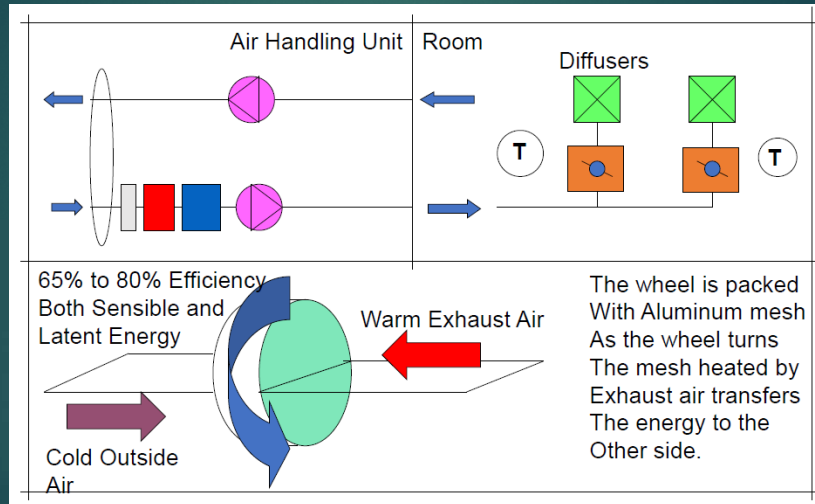 Air Handling Unit
Room
Diffusers
T
T
65% to 80% Efficiency
Both Sensible and
Latent Energy
Warm Exhaust Air
Cold Outside
Air
The wheel is packed
With Aluminum mesh
As the wheel turns
The mesh heated by
Exhaust air transfers
The energy to the
Other side.